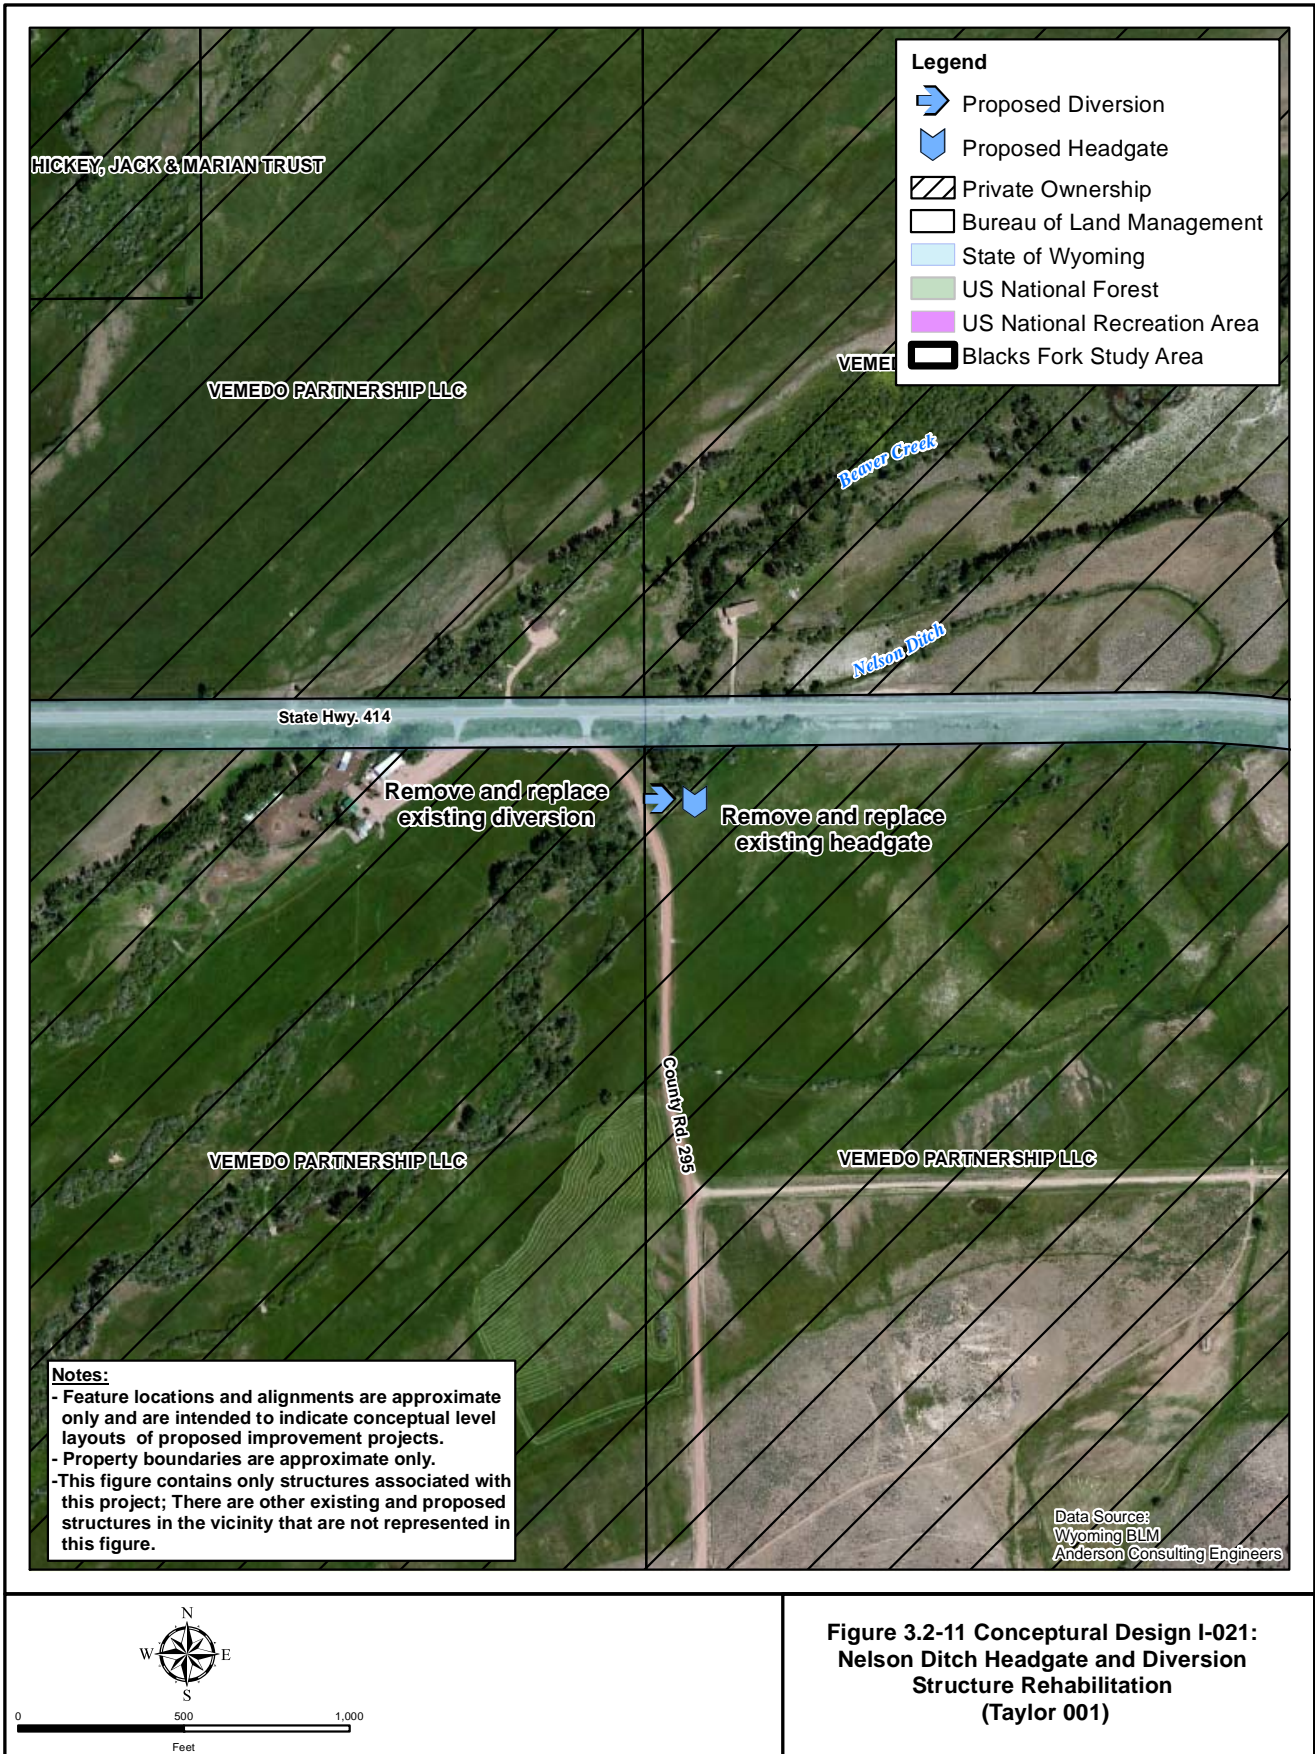 Legend
Proposed Diversion
Proposed Headgate
Private Ownership
Bureau of Land Management
State of Wyoming
US National Forest
US National Recreation Area
Blacks Fork Study Area
HICKEY, JACK & MARIAN TRUST
VEMEDO PARTNERSHIP LLC
VEME
Beaver Creek
Nelson Ditch
State Hwy. 414
Remove and replace
existing diversion
Remove and replace
existing headgate
County Rd. 295
VEMEDO PARTNERSHIP LLC
VEMEDO PARTNERSHIP LLC
Notes:
- Feature locations and alignments are approximate
only and are intended to indicate conceptual level
layouts of proposed improvement projects.
- Property boundaries are approximate only.
-This figure contains only structures associated with
this project; There are other existing and proposed
structures in the vicinity that are not represented in
this figure.
Data Source:
Wyoming BLM
Anderson Consulting Engineers
N
W E
S
0 500 1,000
Feet
Figure 3.2-11 Conceptural Design I-021:
Nelson Ditch Headgate and Diversion
Structure Rehabilitation
(Taylor 001)